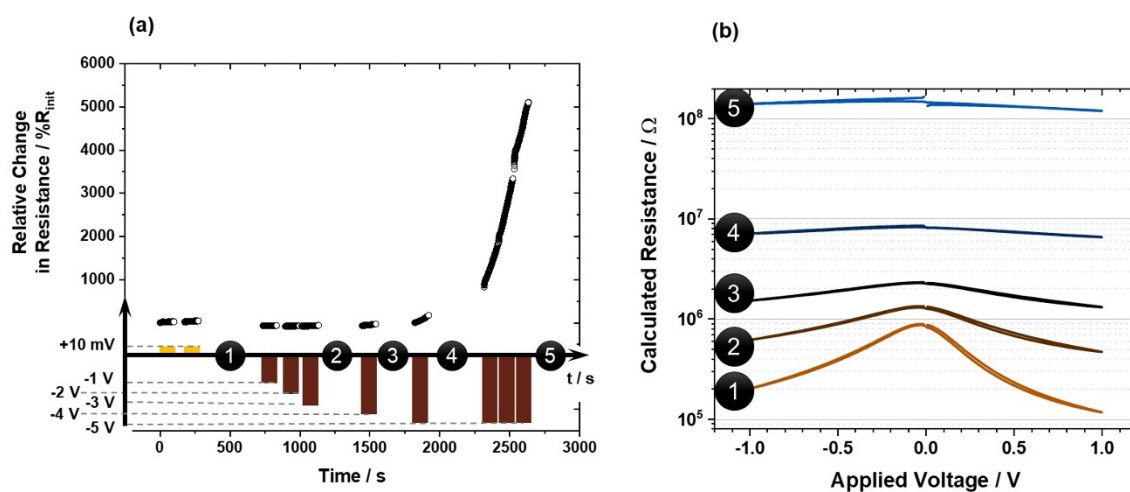 (a)
6000
5000
4000
3000
2000
1000
Relative Change
in Resistance / %R_init
+10 mV
-1 V
-2 V
-3 V
-4 V
-5 V
1
2
3
4
5
t / s
0
500
1000
1500
2000
2500
3000
Time / s
(b)
Calculated Resistance / Ω
10^8
10^7
10^6
10^5
5
4
3
2
1
-1.0
-0.5
0.0
0.5
1.0
Applied Voltage / V